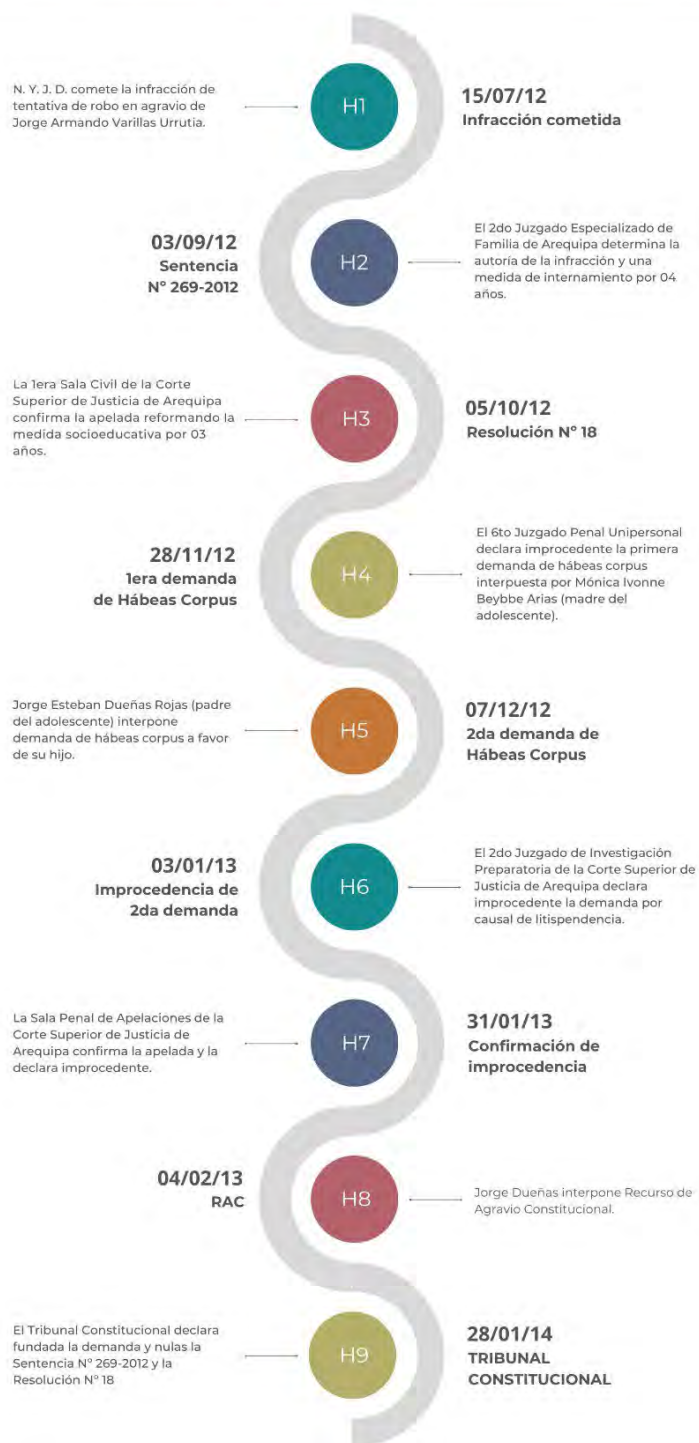 N. Y. J. D. comete la infracción de
tentativa de robo en agravio de
Jorge Armando Varillas Urrutia.
H1
15/07/12
Infracción cometida
03/09/12
Sentencia
Nº 269-2012
H2
El 2do Juzgado Especializado de
Familia de Arequipa determina la
autoría de la infracción y una
medida de internamiento por 04
años.
La 1era Sala Civil de la Corte
Superior de Justicia de Arequipa
confirma la apelada reformando la
medida socioeducativa por 03
años.
H3
05/10/12
Resolución Nº 18
28/11/12
1era demanda
de Hábeas Corpus
H4
El 6to Juzgado Penal Unipersonal
declara improcedente la primera
demanda de hábeas corpus
interpuesta por Mónica Ivonne
Beybbe Arias (madre del
adolescente).
Jorge Esteban Dueñas Rojas (padre
del adolescente) interpone
demanda de hábeas corpus a favor
de su hijo.
H5
07/12/12
2da demanda de
Hábeas Corpus
03/01/13
Improcedencia de
2da demanda
H6
El 2do Juzgado de Investigación
Preparatoria de la Corte Superior de
Justicia de Arequipa declara
improcedente la demanda por
causal de litispendencia.
La Sala Penal de Apelaciones de la
Corte Superior de Justicia de
Arequipa confirma la apelada y la
declara improcedente.
H7
31/01/13
Confirmación de
improcedencia
04/02/13
RAC
H8
Jorge Dueñas interpone Recurso de
Agravio Constitucional.
El Tribunal Constitucional declara
fundada la demanda y nulas la
Sentencia Nº 269-2012 y la
Resolución Nº 18
H9
28/01/14
TRIBUNAL
CONSTITUCIONAL